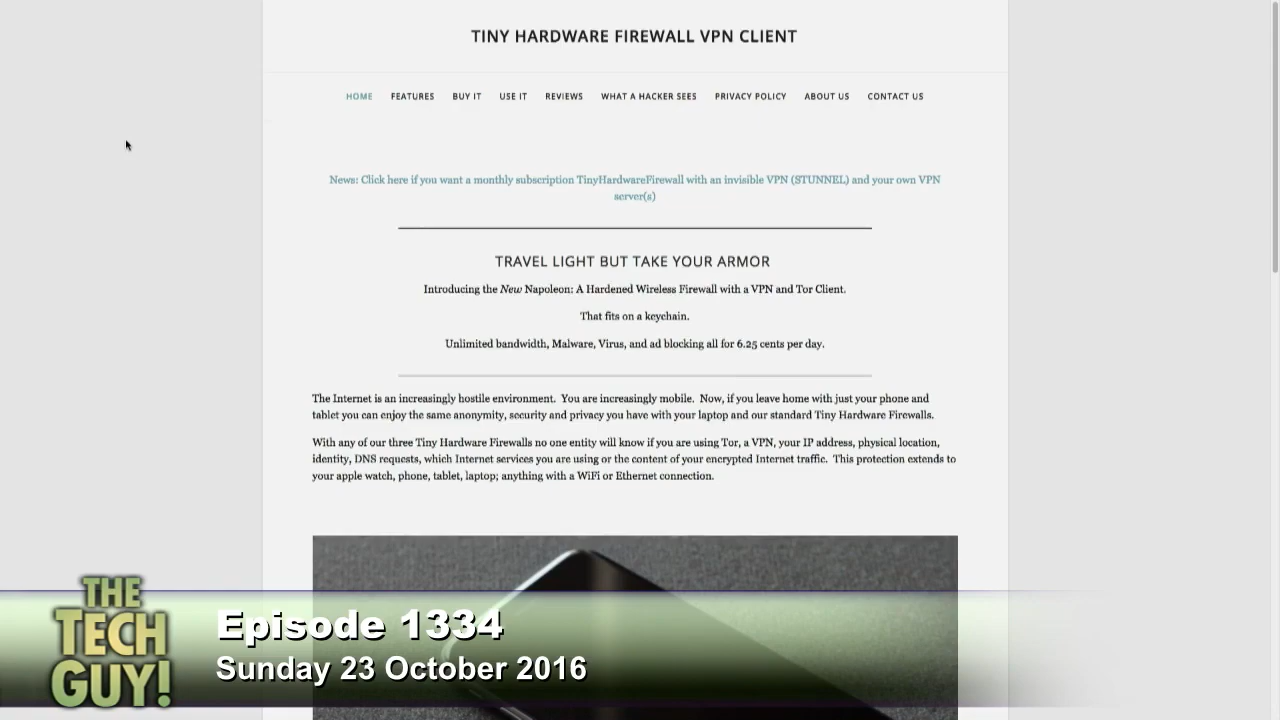 TINY HARDWARE FIREWALL VPN CLIENT
HOME FEATURES BUY IT USE IT REVIEWS WHAT A HACKER SEES PRIVACY POLICY ABOUT US CONTACT US
News: Click here if you want a monthly subscription TinyHardwareFirewall with an invisible VPN (STUNNEL) and your own VPN
server(s)
TRAVEL LIGHT BUT TAKE YOUR ARMOR
Introducing the New Napoleon: A Hardened Wireless Firewall with a VPN and Tor Client.
That fits on a keychain.
Unlimited bandwidth, Malware, Virus, and ad blocking all for 6.25 cents per day.
The Internet is an increasingly hostile environment. You are increasingly mobile. Now, if you leave home with just your phone and
tablet you can enjoy the same anonymity, security and privacy you have with your laptop and our standard Tiny Hardware Firewalls.
With any of our three Tiny Hardware Firewalls no one entity will know if you are using Tor, a VPN, your IP address, physical location,
identity, DNS requests, which Internet services you are using or the content of your encrypted Internet traffic. This protection extends to
your apple watch, phone, tablet, laptop; anything with a WiFi or Ethernet connection.
THE
TECH
GUY!
Episode 1334
Sunday 23 October 2016